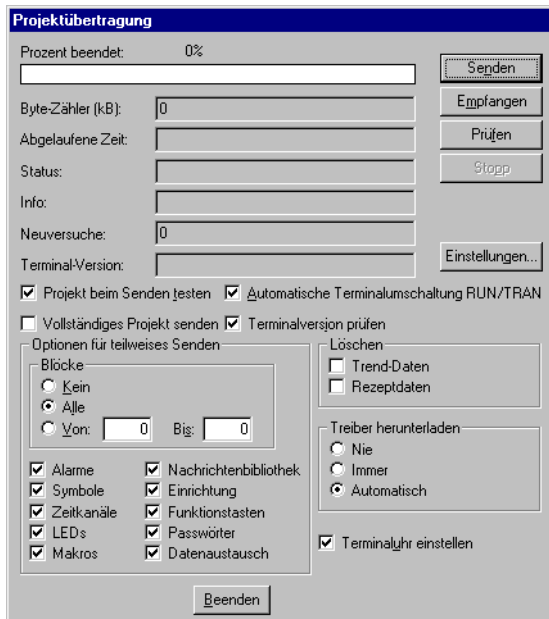 Projektübertragung
Prozent beendet: 0%
Senden
Byte-Zähler (kB): 0
Empfangen
Abgelaufene Zeit:
Prüfen
Status:
Stopp
Info:
Neuversuche: 0
Terminal-Version:
Einstellungen...
Projekt beim Senden testen Automatische Terminalumschaltung RUN/TRAN
Vollständiges Projekt senden Terminalversion prüfen
Optionen für teilweises Senden
Blöcke
Kein
Alle
Von: 0 Bis: 0
Alarme Nachrichtenbibliothek
Symbole Einrichtung
Zeitkanäle Funktionstasten
LEDs Passwörter
Makros Datenaustausch
Löschen
Trend-Daten
Rezeptdaten
Treiber herunterladen
Nie
Immer
Automatisch
Terminaluhr einstellen
Beenden